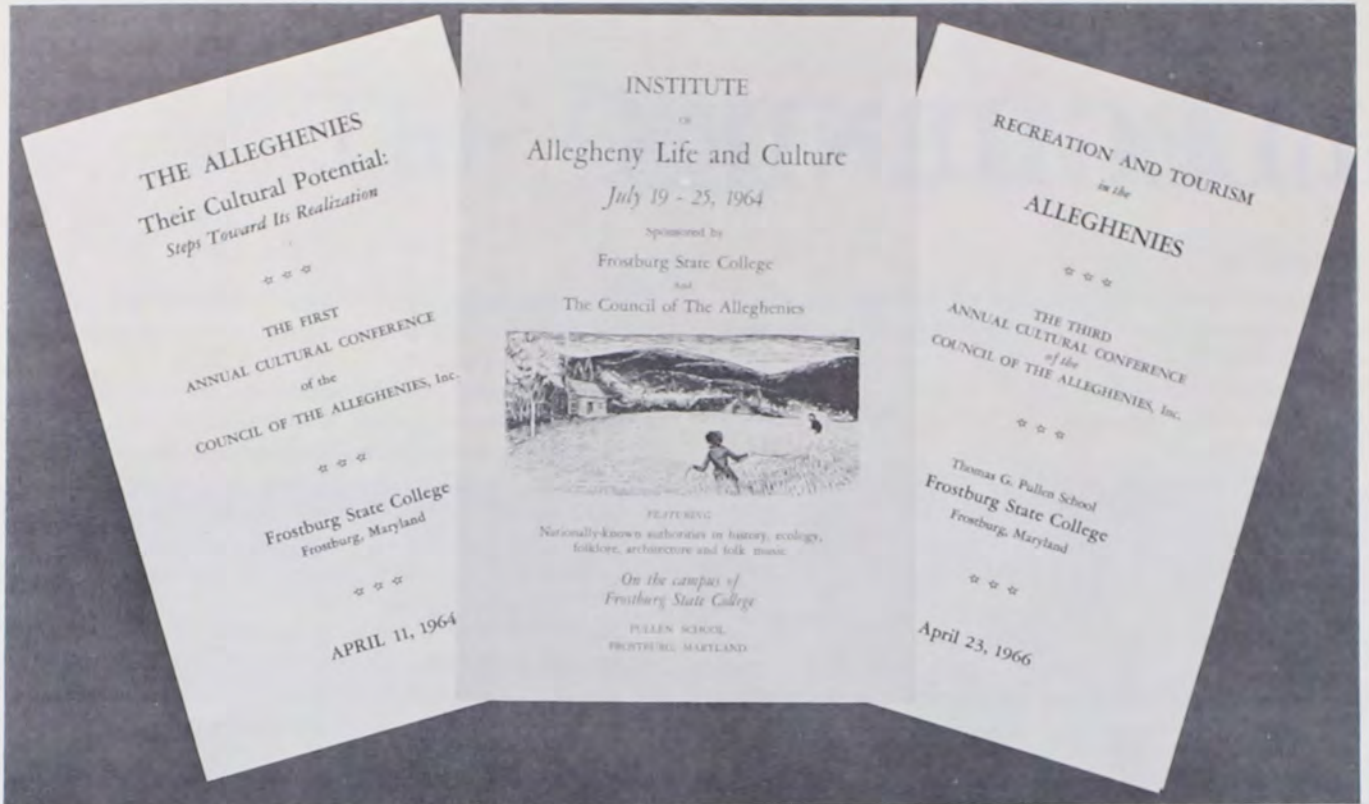 THE ALLEGHENIES
Their Cultural Potential:
Steps Toward Its Realization
THE FIRST
ANNUAL CULTURAL CONFERENCE
of the
COUNCIL OF THE ALLEGHENIES, Inc.
Frostburg State College
Frostburg, Maryland
APRIL 11, 1964
INSTITUTE
OF
Allegheny Life and Culture
July 19 - 25, 1964
Sponsored by
Frostburg State College
And
The Council of The Alleghenies
FEATURING
Nationally-known authorities in history, ecology,
folklore, architecture and folk music
On the campus of
Frostburg State College
PULLEN SCHOOL
FROSTBURG, MARYLAND
RECREATION AND TOURISM
in the
ALLEGHENIES
THE THIRD
ANNUAL CULTURAL CONFERENCE
of the
COUNCIL OF THE ALLEGHENIES, Inc.
Thomas G. Pullen School
Frostburg State College
Frostburg, Maryland
April 23, 1966